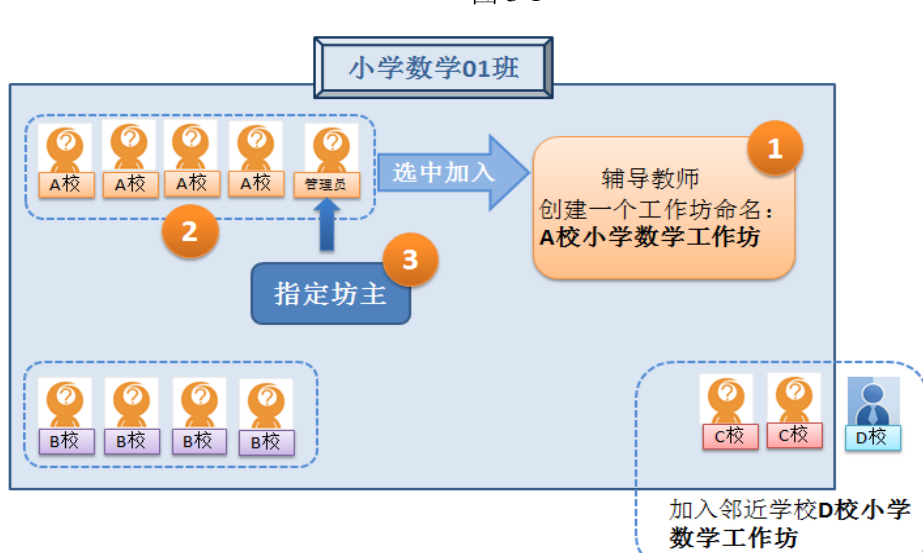 小学数学01班
A校
A校
A校
A校
管理员
选中加入
1
辅导教师
创建一个工作坊命名：
A校小学数学工作坊
2
3
指定坊主
B校
B校
B校
B校
C校
C校
D校
加入邻近学校D校小学
数学工作坊